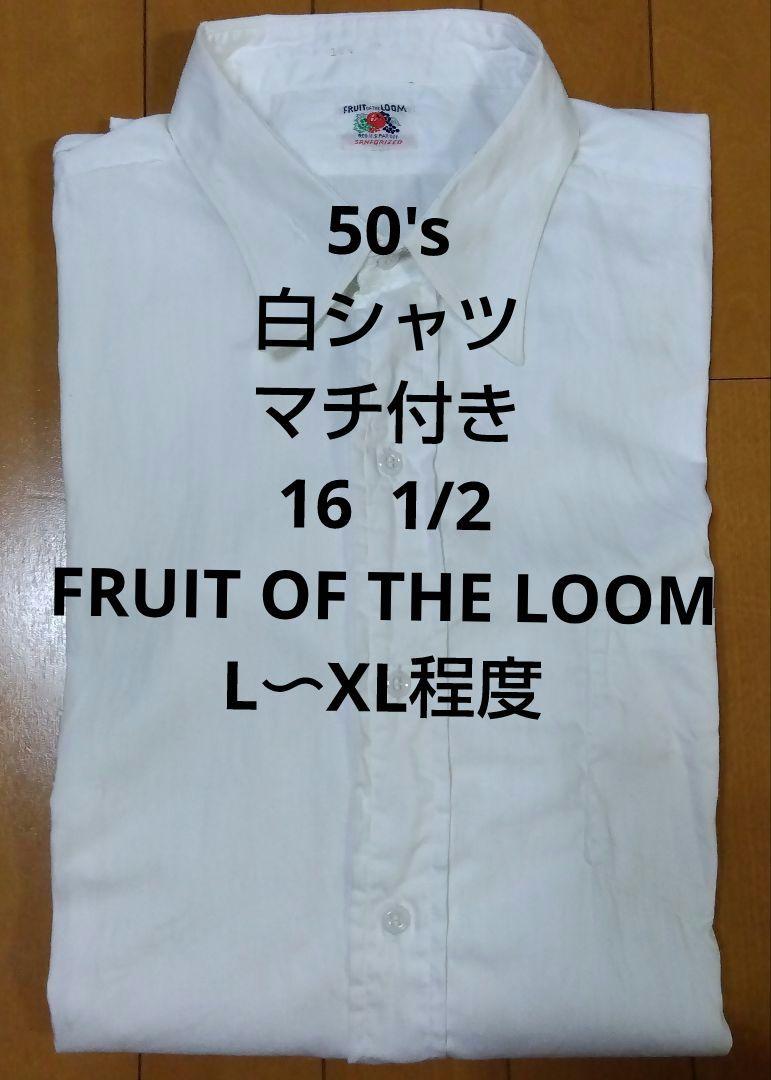 FRUIT OF THE LOOM
SANFORIZED
50's
白シャツ
マチ付き
16 1/2
FRUIT OF THE LOOM
L〜XL程度